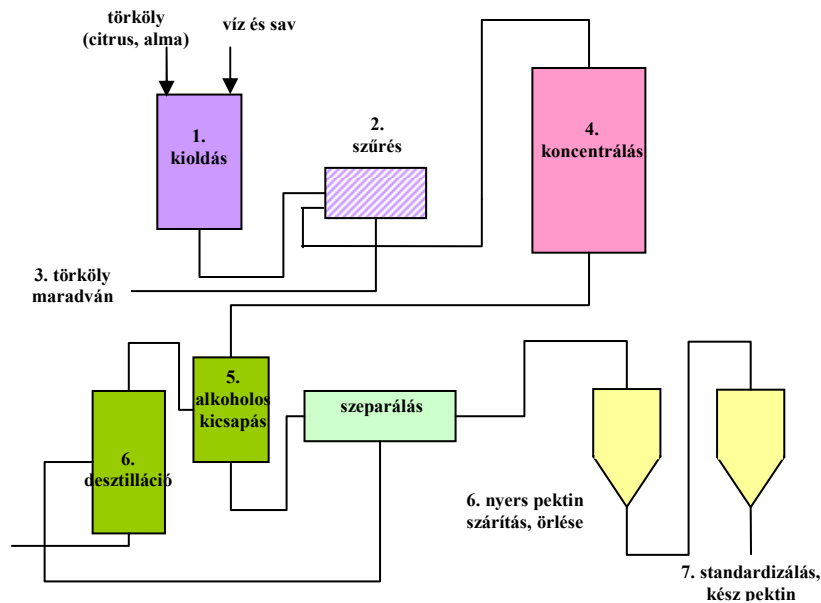 törköly
(citrus, alma)
víz és sav
1.
kioldás
2.
szűrés
4.
koncentrálás
3. törköly
maradván
5.
alkoholos
kicsapás
szeparálás
6.
desztilláció
6. nyers pektin
szárítás, örlése
7. standardizálás,
kész pektin